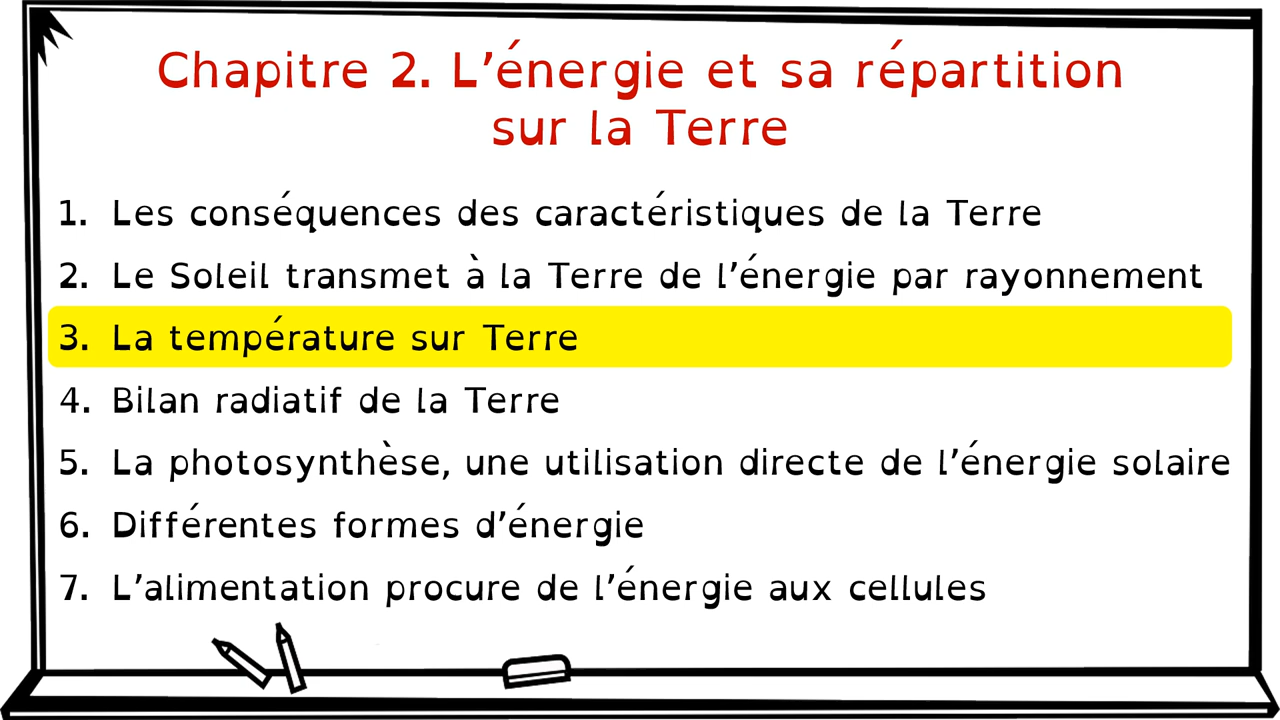 Chapitre 2. L’énergie et sa répartition
sur la Terre
1. Les conséquences des caractéristiques de la Terre
2. Le Soleil transmet à la Terre de l’énergie par rayonnement
3. La température sur Terre
4. Bilan radiatif de la Terre
5. La photosynthèse, une utilisation directe de l’énergie solaire
6. Différentes formes d’énergie
7. L’alimentation procure de l’énergie aux cellules